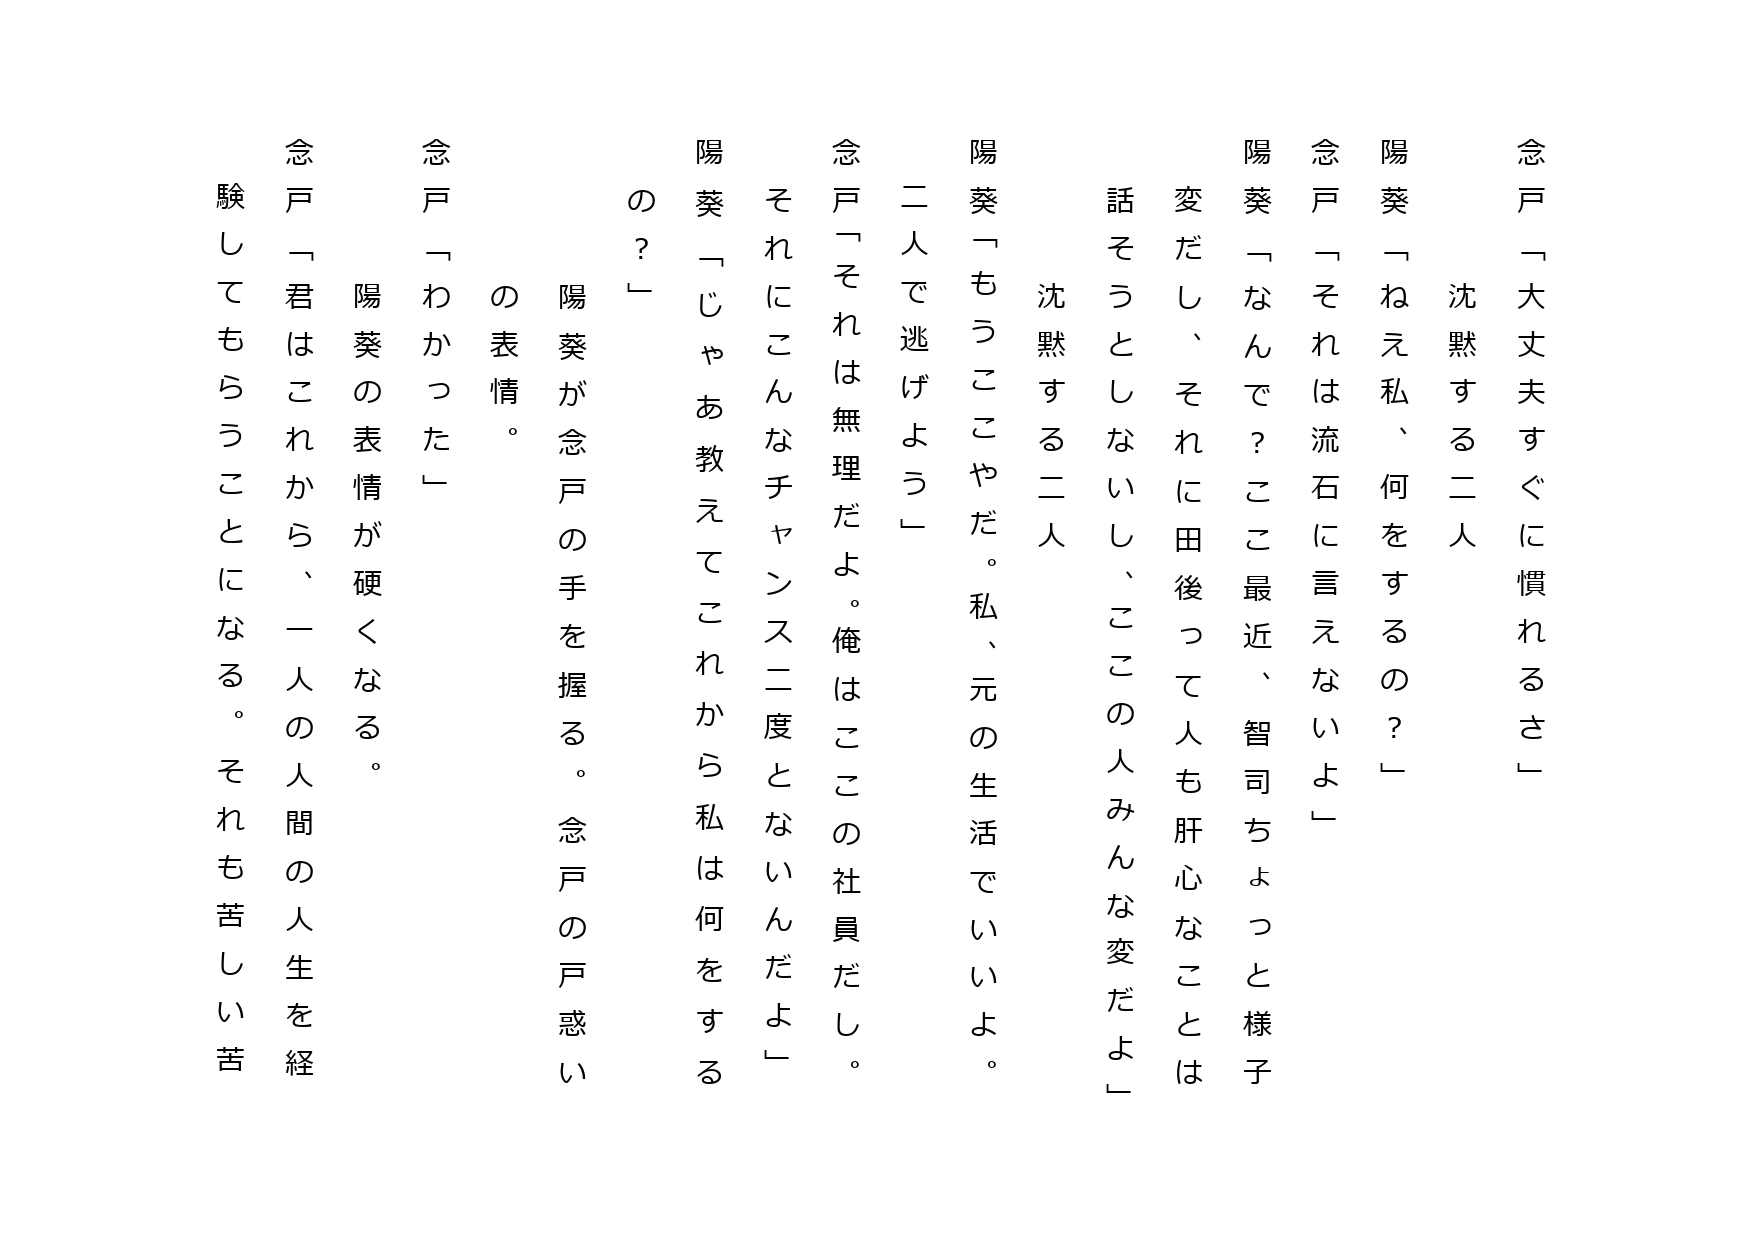 念戸「大丈夫すぐに慣れるさ」
沈黙する二人
陽葵「ねえ私、何をするの?」
念戸「それは流石に言えないよ」
陽葵「なんで?ここ最近、智司ちょっと様子
変だし、それに田後って人も肝心なことは
話そうとしないし、ここの人みんな変だよ」
沈黙する二人
陽葵「もうここやだ。私、元の生活でいいよ。
二人で逃げよう」
念戸「それは無理だよ。俺はここの社員だし。
それにこんなチャンス二度とないんだよ」
陽葵「じゃあ教えてこれから私は何をする
の?」
陽葵が念戸の手を握る。念戸の戸惑い
の表情。
念戸「わかった」
陽葵の表情が硬くなる。
念戸「君はこれから、一人の人間の人生を経
験してもらうことになる。それも苦しい苦